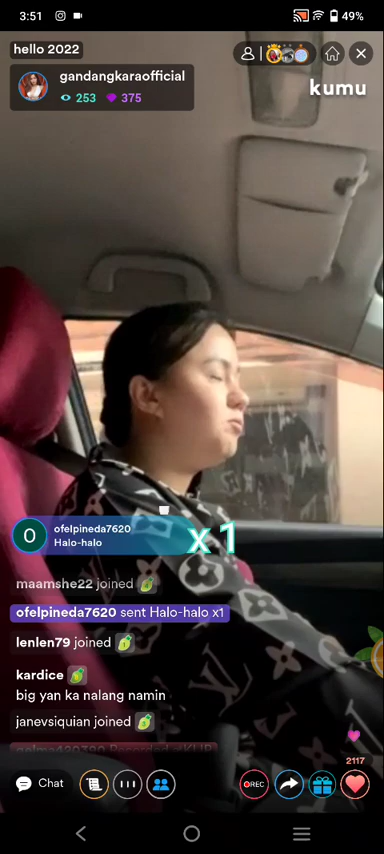 3:51
49%
hello 2022
gandangkaraofficial
253 375
kumu
ofelpineda7620
Halo-halo
x1
maamshe22 joined
ofelpineda7620 sent Halo-halo x1
lenlen79 joined
kardice
big yan ka nalang namin
janevsiquian joined
2117
Chat
REC